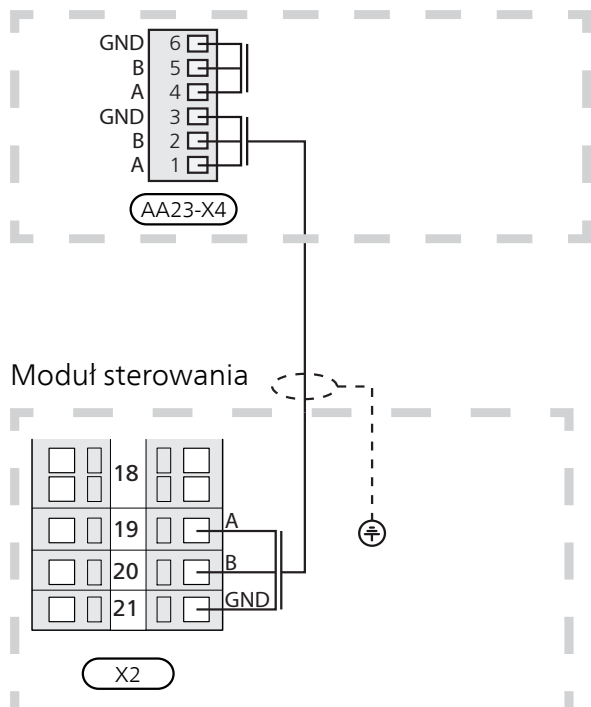 GND 6
B 5
A 4
GND 3
B 2
A 1
AA23-X4
Moduł sterowania
18
19 A
20 B
21 GND
X2